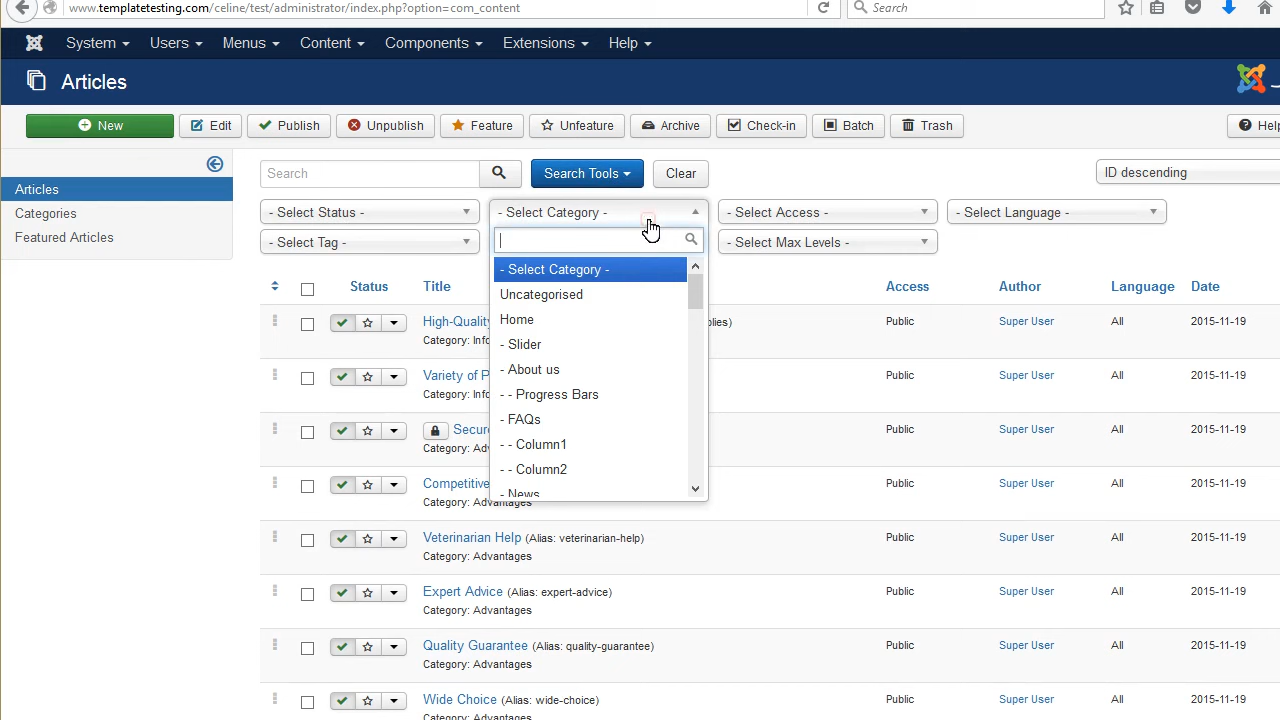 www.templatetesting.com/celine/test/administrator/index.php?option=com_content
Search
System Users Menus Content Components Extensions Help
Articles
New Edit Publish Unpublish Feature Unfeature Archive Check-in Batch Trash Help
Search Search Tools Clear ID descending
- Select Status - - Select Category - - Select Access - - Select Language -
- Select Tag - - Select Max Levels -
Articles
Categories
Featured Articles
- Select Category -
Uncategorised
Home
- Slider
- About us
- - Progress Bars
- FAQs
- - Column1
- - Column2
- News
Status Title Access Author Language Date
High-Quality Public Super User All 2015-11-19
Category:
Variety of Public Super User All 2015-11-19
Category:
Public Super User All 2015-11-19
Category:
Competitive Public Super User All 2015-11-19
Category: Advantages
Veterinarian Help (Alias: veterinarian-help) Public Super User All 2015-11-19
Category: Advantages
Expert Advice (Alias: expert-advice) Public Super User All 2015-11-19
Category: Advantages
Quality Guarantee (Alias: quality-guarantee) Public Super User All 2015-11-19
Category: Advantages
Wide Choice (Alias: wide-choice) Public Super User All 2015-11-19
Category: Advantages